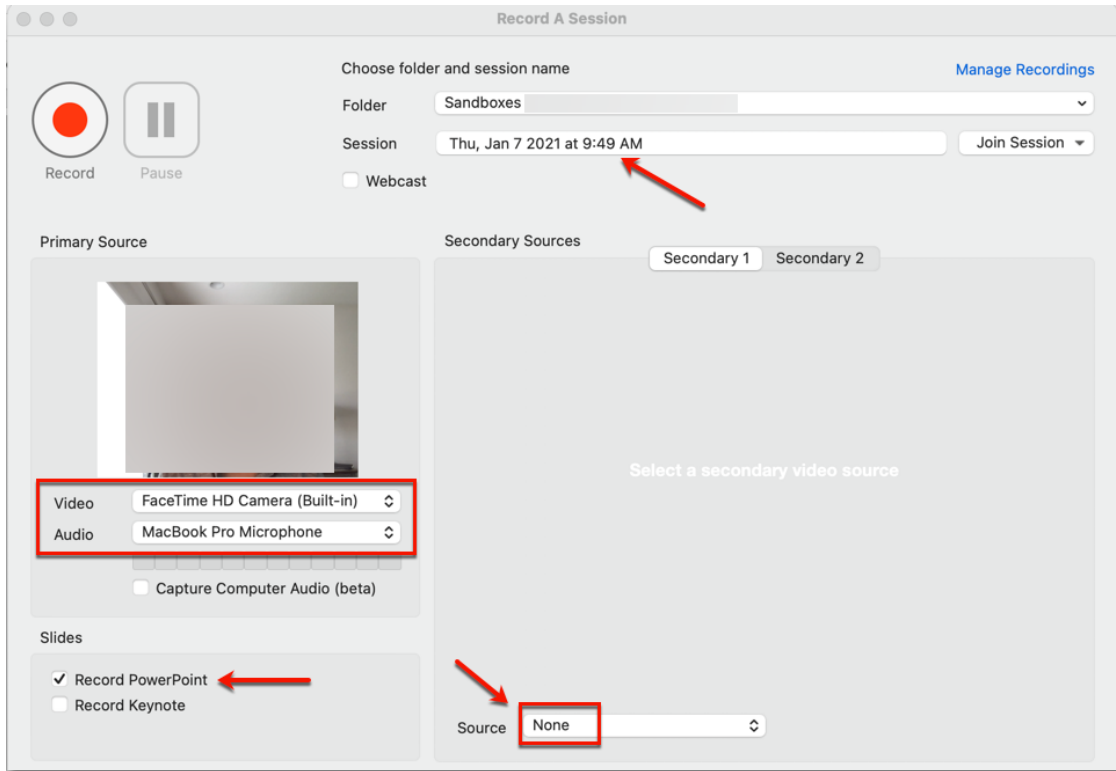 Record A Session
Choose folder and session name
Manage Recordings
Folder
Sandboxes
Session
Thu, Jan 7 2021 at 9:49 AM
Join Session
Record
Pause
Webcast
Primary Source
Secondary Sources
Secondary 1
Secondary 2
Select a secondary video source
Video
FaceTime HD Camera (Built-in)
Audio
MacBook Pro Microphone
Capture Computer Audio (beta)
Slides
Record PowerPoint
Record Keynote
Source
None